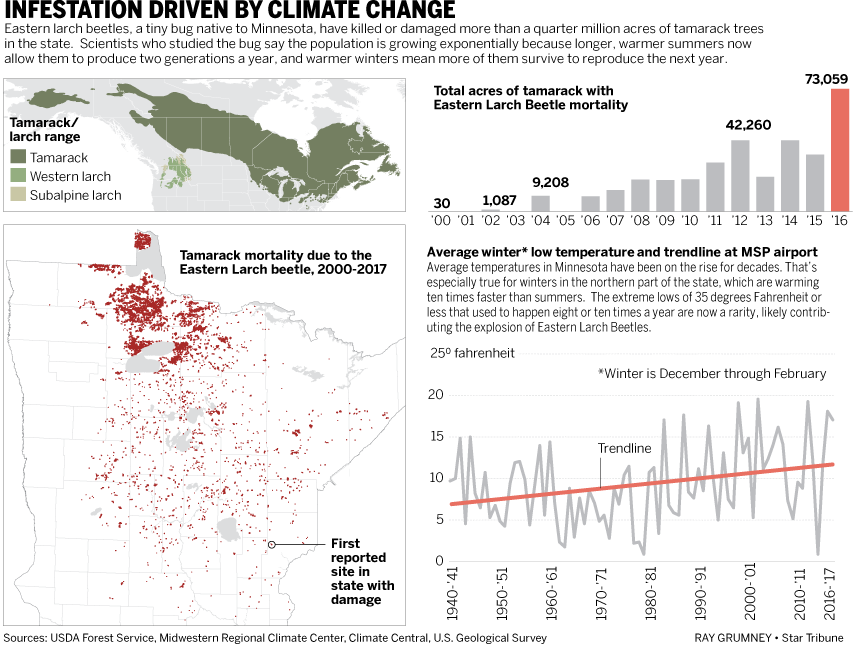 INFESTATION DRIVEN BY CLIMATE CHANGE
Eastern larch beetles, a tiny bug native to Minnesota, have killed or damaged more than a quarter million acres of tamarack trees
in the state. Scientists who studied the bug say the population is growing exponentially because longer, warmer summers now
allow them to produce two generations a year, and warmer winters mean more of them survive to reproduce the next year.
Tamarack/
larch range
Tamarack
Western larch
Subalpine larch
Total acres of tamarack with
Eastern Larch Beetle mortality
73,059
42,260
9,208
1,087
30
'00 '01 '02 '03 '04 '05 '06 '07 '08 '09 '10 '11 '12 '13 '14 '15 '16
Tamarack mortality due to the
Eastern Larch beetle, 2000-2017
First
reported
site in
state with
damage
Average winter* low temperature and trendline at MSP airport
Average temperatures in Minnesota have been on the rise for decades. That's
especially true for winters in the northern part of the state, which are warming
ten times faster than summers. The extreme lows of 35 degrees Fahrenheit or
less that used to happen eight or ten times a year are now a rarity, likely contrib-
uting the explosion of Eastern Larch Beetles.
25º fahrenheit
*Winter is December through February
20
15
Trendline
10
5
0
1940-'41
1950-'51
1960-'61
1970-'71
1980-'81
1990-'91
2000-'01
2010-'11
2016-'17
Sources: USDA Forest Service, Midwestern Regional Climate Center, Climate Central, U.S. Geological Survey
RAY GRUMNEY • Star Tribune